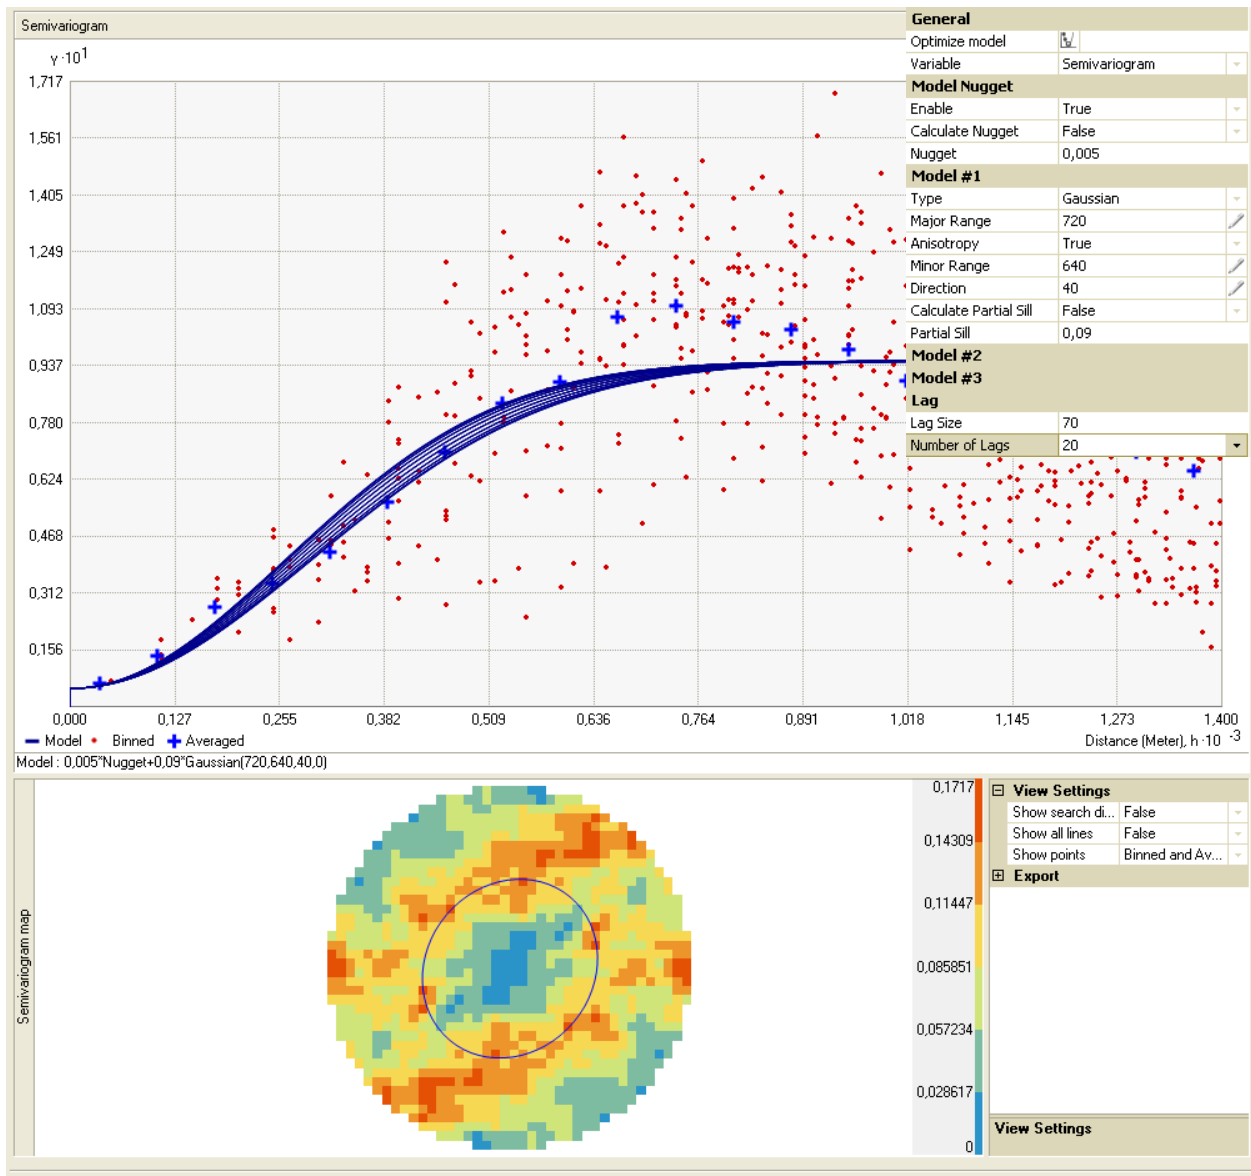 Semivariogram
γ·10¹
1,717
1,561
1,405
1,249
1,093
0,937
0,780
0,624
0,468
0,312
0,156
0,000 0,127 0,255 0,382 0,509 0,636 0,764 0,891 1,018 1,145 1,273 1,400
Model Binned Averaged
Distance (Meter), h·10⁻³
Model : 0,005*Nugget+0,09*Gaussian(720,640,40,0)
General
Optimize model
Variable Semivariogram
Model Nugget
Enable True
Calculate Nugget False
Nugget 0,005
Model #1
Type Gaussian
Major Range 720
Anisotropy True
Minor Range 640
Direction 40
Calculate Partial Sill False
Partial Sill 0,09
Model #2
Model #3
Lag
Lag Size 70
Number of Lags 20
Semivariogram map
0,1717
0,14309
0,11447
0,085851
0,057234
0,028617
0
View Settings
Show search di... False
Show all lines False
Show points Binned and Av...
Export
View Settings